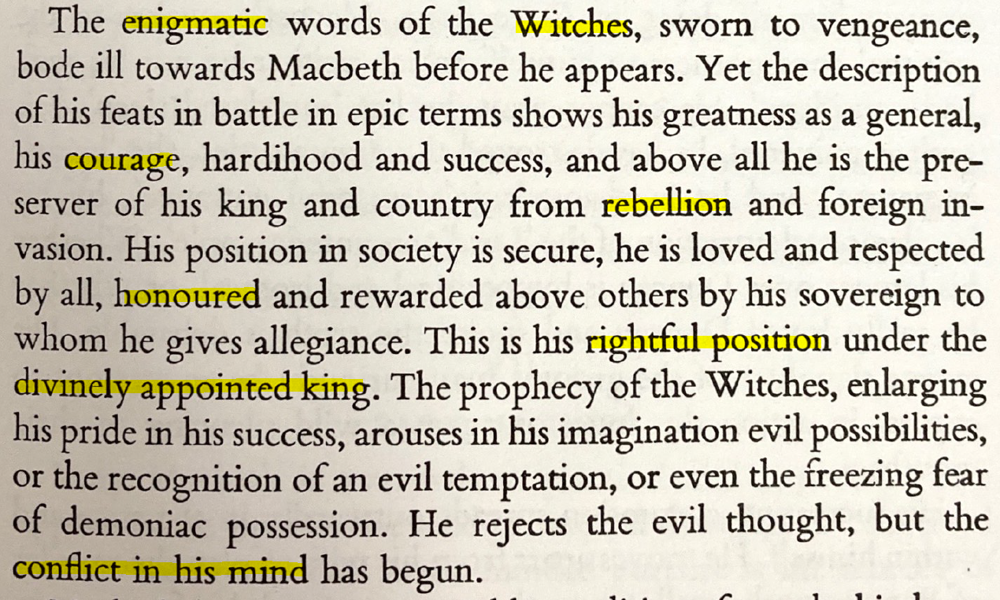 The enigmatic words of the Witches, sworn to vengeance,
bode ill towards Macbeth before he appears. Yet the description
of his feats in battle in epic terms shows his greatness as a general,
his courage, hardihood and success, and above all he is the pre-
server of his king and country from rebellion and foreign in-
vasion. His position in society is secure, he is loved and respected
by all, honoured and rewarded above others by his sovereign to
whom he gives allegiance. This is his rightful position under the
divinely appointed king. The prophecy of the Witches, enlarging
his pride in his success, arouses in his imagination evil possibilities,
or the recognition of an evil temptation, or even the freezing fear
of demoniac possession. He rejects the evil thought, but the
conflict in his mind has begun.